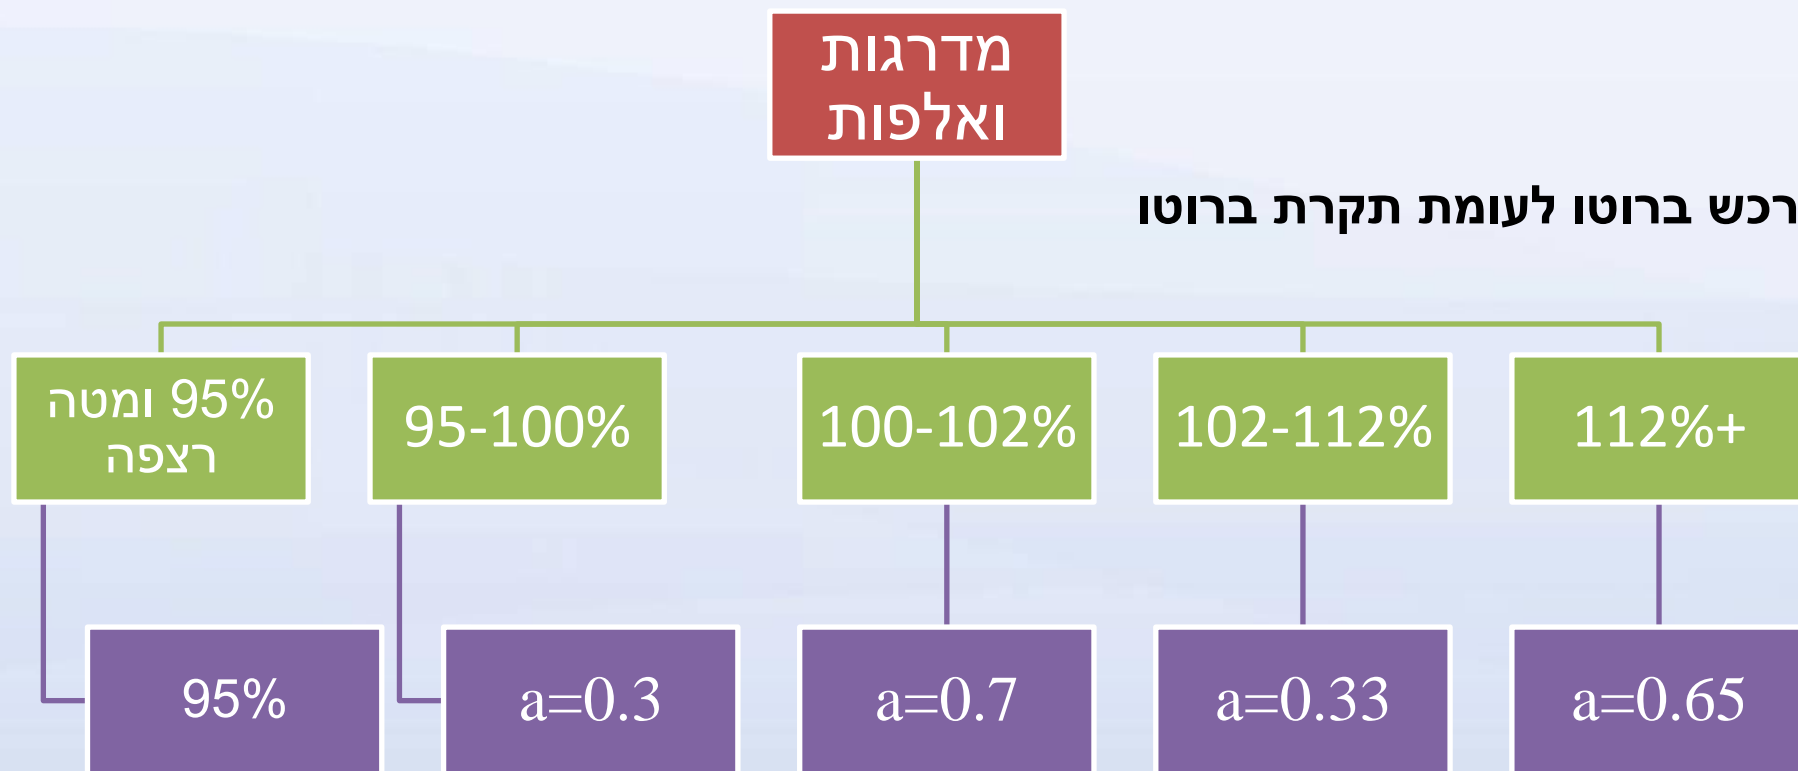 מדרגות
ואלפות
רכש ברוטו לעומת תקרת ברוטו
95% ומטה
רצפה
95-100%
100-102%
102-112%
112%+
95%
a=0.3
a=0.7
a=0.33
a=0.65